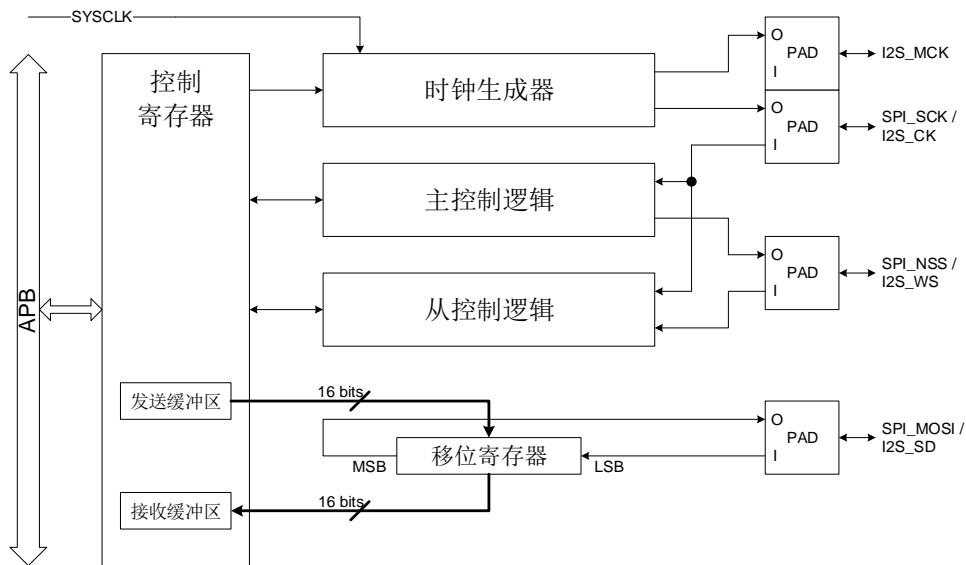 SYSCLK
APB
控制
寄存器
时钟生成器
主控制逻辑
从控制逻辑
发送缓冲区
16 bits
移位寄存器
MSB
LSB
接收缓冲区
16 bits
O
PAD
I
I2S_MCK
O
PAD
I
SPI_SCK /
I2S_CK
O
PAD
I
SPI_NSS /
I2S_WS
O
PAD
I
SPI_MOSI /
I2S_SD